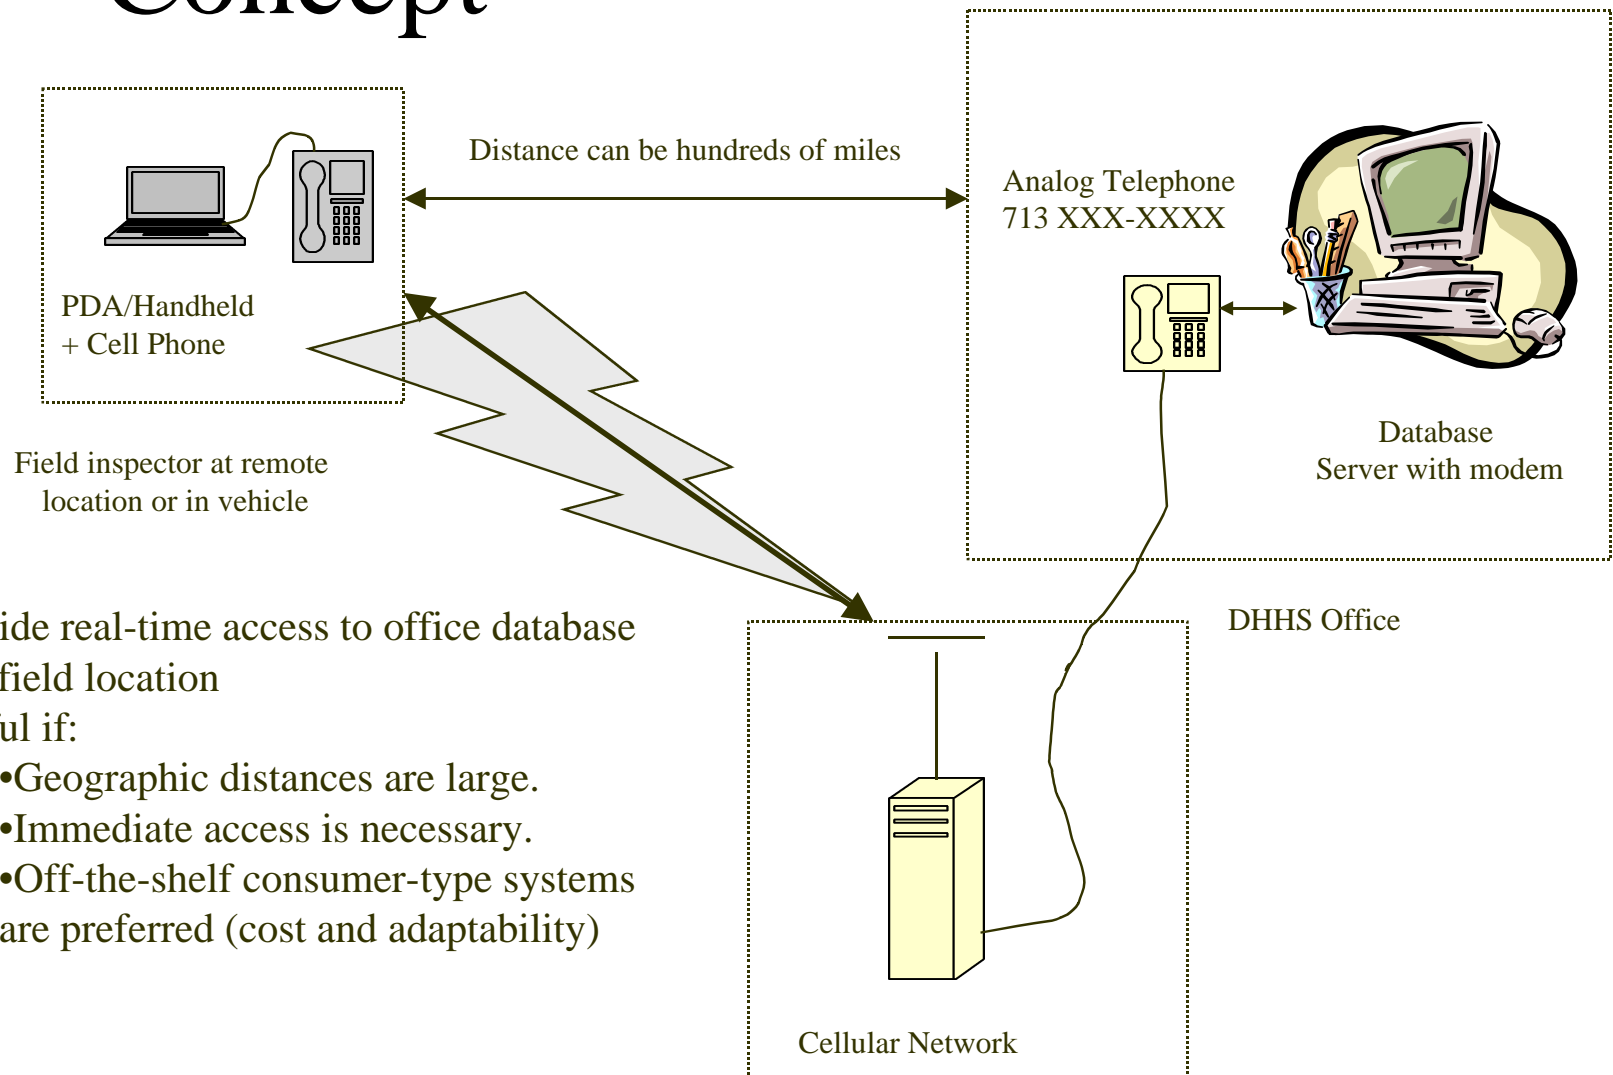 Concept
Distance can be hundreds of miles
Analog Telephone
713 XXX-XXXX
PDA/Handheld
+ Cell Phone
Database
Server with modem
Field inspector at remote
location or in vehicle
DHHS Office
ide real-time access to office database
field location
ul if:
•Geographic distances are large.
•Immediate access is necessary.
•Off-the-shelf consumer-type systems
are preferred (cost and adaptability)
Cellular Network